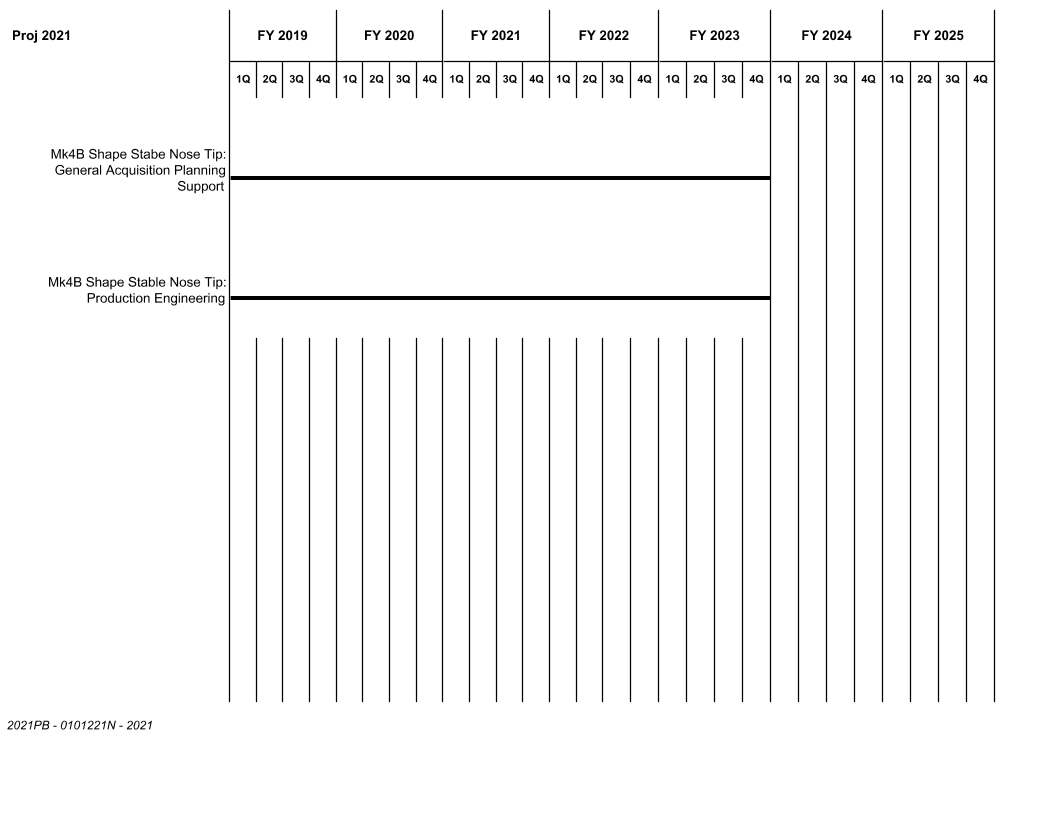 Proj 2021 FY 2019 FY 2020 FY 2021 FY 2022 FY 2023 FY 2024 FY 2025
1Q 2Q 3Q 4Q 1Q 2Q 3Q 4Q 1Q 2Q 3Q 4Q 1Q 2Q 3Q 4Q 1Q 2Q 3Q 4Q 1Q 2Q 3Q 4Q 1Q 2Q 3Q 4Q
Mk4B Shape Stabe Nose Tip:
General Acquisition Planning
Support
Mk4B Shape Stable Nose Tip:
Production Engineering
2021PB - 0101221N - 2021